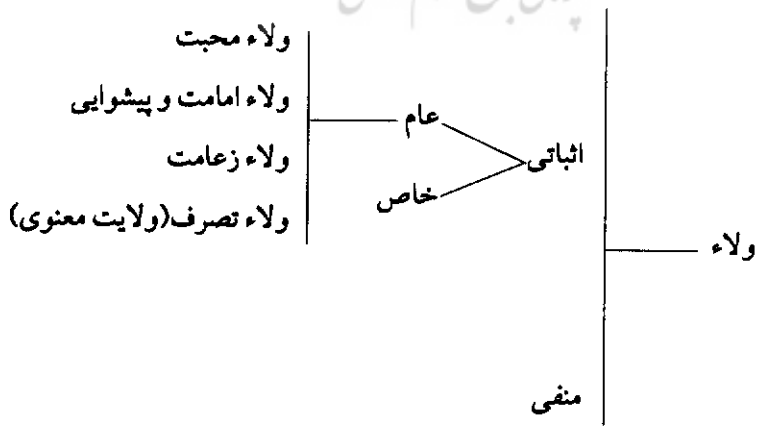 ولاء
اثباتی
منفی
عام
خاص
ولاء محبت
ولاء امامت و پیشوایی
ولاء زعامت
ولاء تصرف(ولایت معنوی)